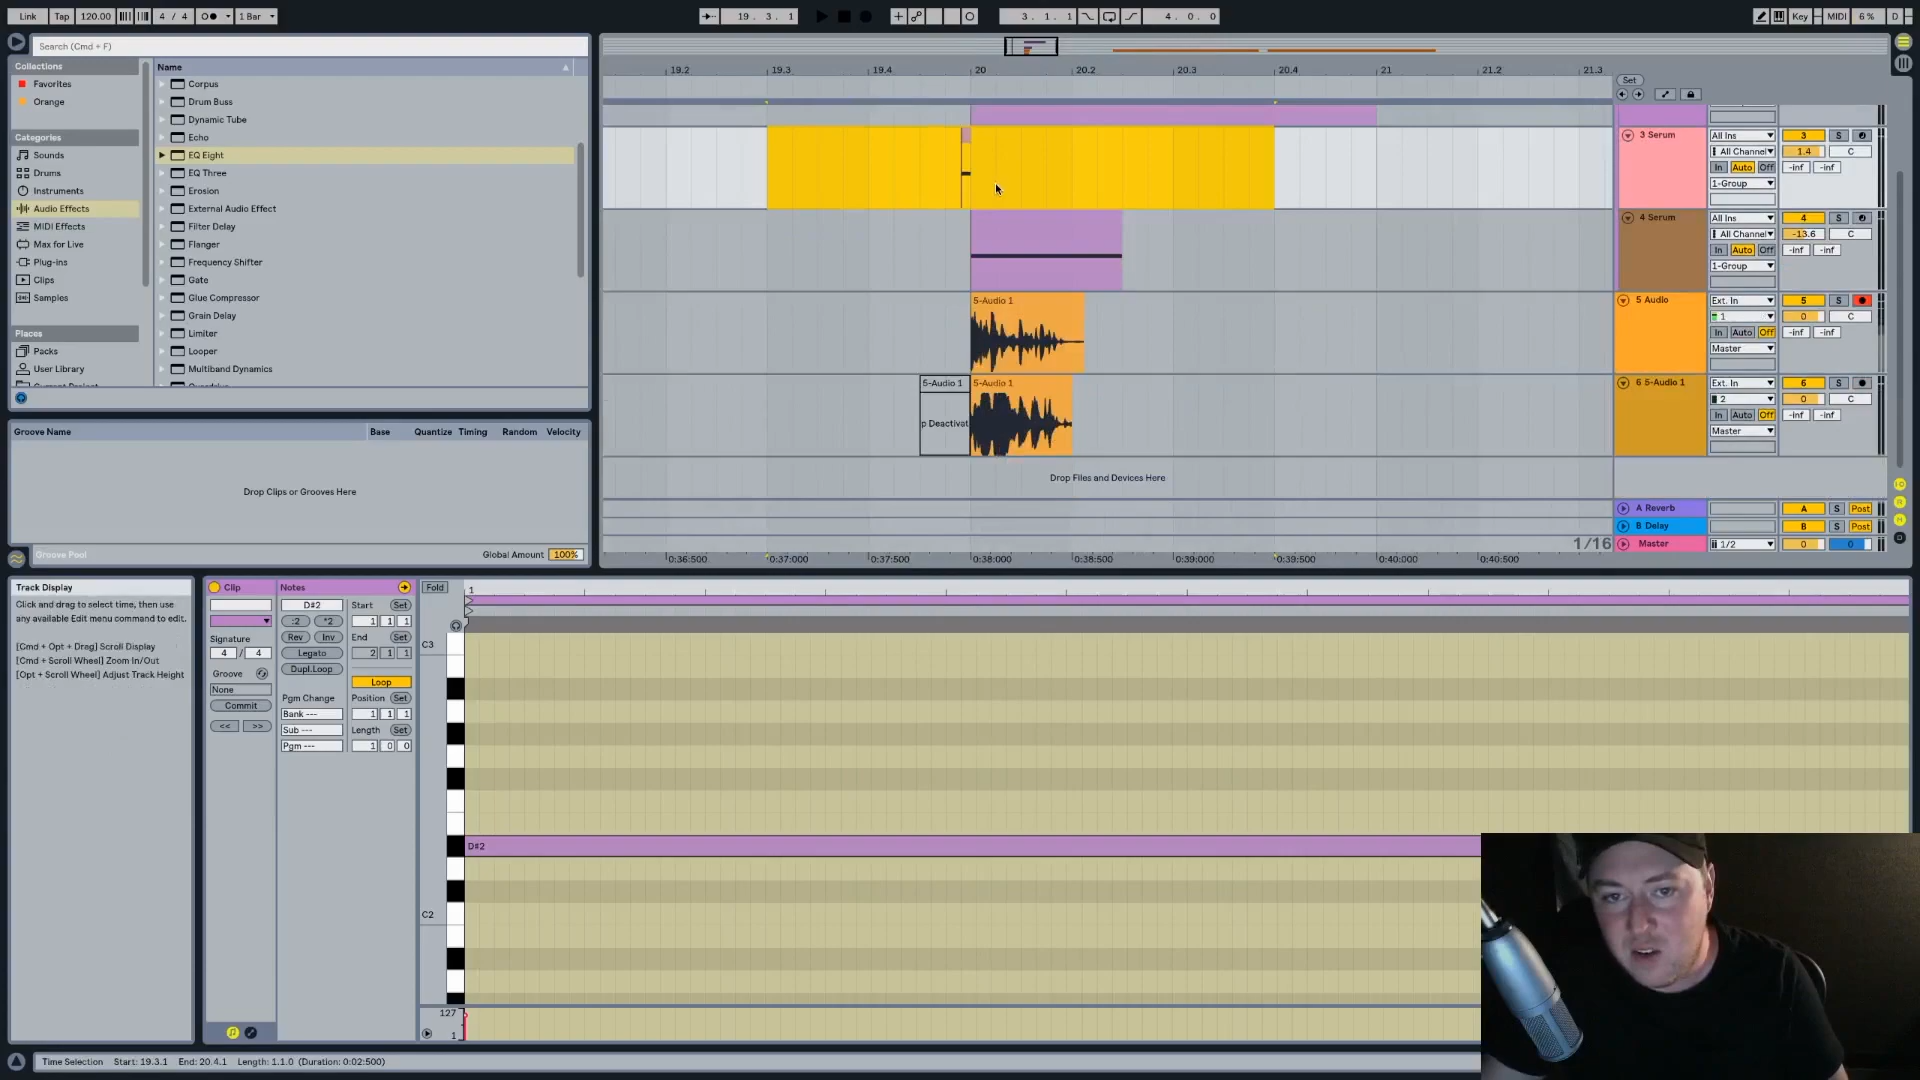 Link Tap 120.00 4 / 4 1 Bar 19. 3. 1 3. 1. 1 4. 0. 0 Key MIDI 6 % D
Search (Cmd + F)
Collections
Favorites
Orange
Categories
Sounds
Drums
Instruments
Audio Effects
MIDI Effects
Max for Live
Plug-ins
Clips
Samples
Places
Packs
User Library
Current Project
Name
Corpus
Drum Buss
Dynamic Tube
Echo
EQ Eight
EQ Three
Erosion
External Audio Effect
Filter Delay
Flanger
Frequency Shifter
Gate
Glue Compressor
Grain Delay
Limiter
Looper
Multiband Dynamics
Overdrive
Groove Name Base Quantize Timing Random Velocity
Drop Clips or Grooves Here
Groove Pool Global Amount 100%
19.2 19.3 19.4 20 20.2 20.3 20.4 21 21.2 21.3
Set
5-Audio 1
5-Audio 1 5-Audio 1
p Deactivat
Drop Files and Devices Here
1/16
0:36:500 0:37:000 0:37:500 0:38:000 0:38:500 0:39:000 0:39:500 0:40:000 0:40:500
3 Serum All Ins 3 S
All Channel 1.4 C
In Auto Off -inf -inf
1-Group
4 Serum All Ins 4 S
All Channel -13.6 C
In Auto Off -inf -inf
1-Group
5 Audio Ext. In 5 S
1 0 C
In Auto Off -inf -inf
Master
6 5-Audio 1 Ext. In 6 S
2 0 C
In Auto Off -inf -inf
Master
A Reverb A S Post
B Delay B S Post
Master 1/2 0 0
Track Display
Click and drag to select time, then use
any available Edit menu command to edit.
[Cmd + Opt + Drag] Scroll Display
[Cmd + Scroll Wheel] Zoom In/Out
[Opt + Scroll Wheel] Adjust Track Height
Clip
Signature
4 / 4
Groove
None
Commit
<< >>
Notes
D#2
:2 *2
Rev Inv
Legato
Dupl.Loop
Pgm Change
Bank ---
Sub ---
Pgm ---
Start Set
1 1 1
End Set
2 1 1
Loop
Position Set
1 1 1
Length Set
1 0 0
Fold 1
C3
D#2
C2
127
1
Time Selection Start: 19.3.1 End: 20.4.1 Length: 1.1.0 (Duration: 0:02:500)